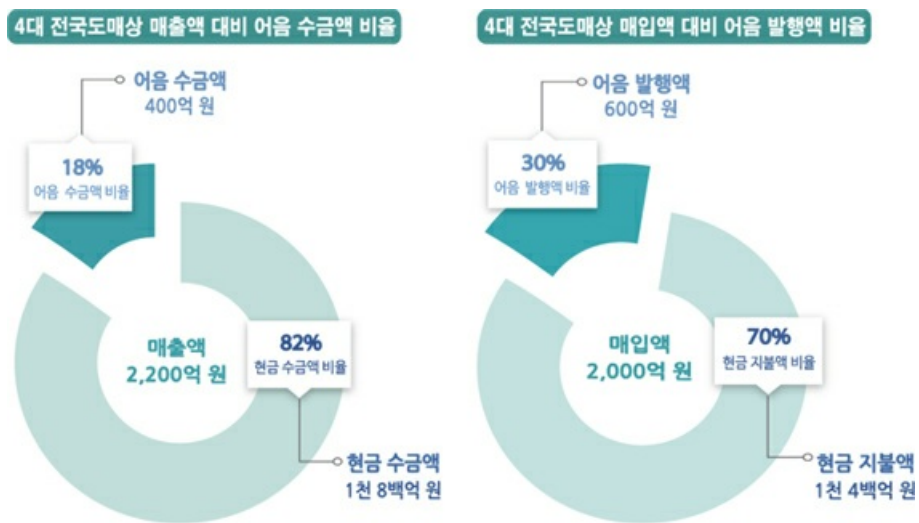 4대 전국도매상 매출액 대비 어음 수금액 비율
어음 수금액
400억 원
18%
어음 수금액 비율
매출액
2,200억 원
82%
현금 수금액 비율
현금 수금액
1천 8백억 원
4대 전국도매상 매입액 대비 어음 발행액 비율
어음 발행액
600억 원
30%
어음 발행액 비율
매입액
2,000억 원
70%
현금 지불액 비율
현금 지불액
1천 4백억 원